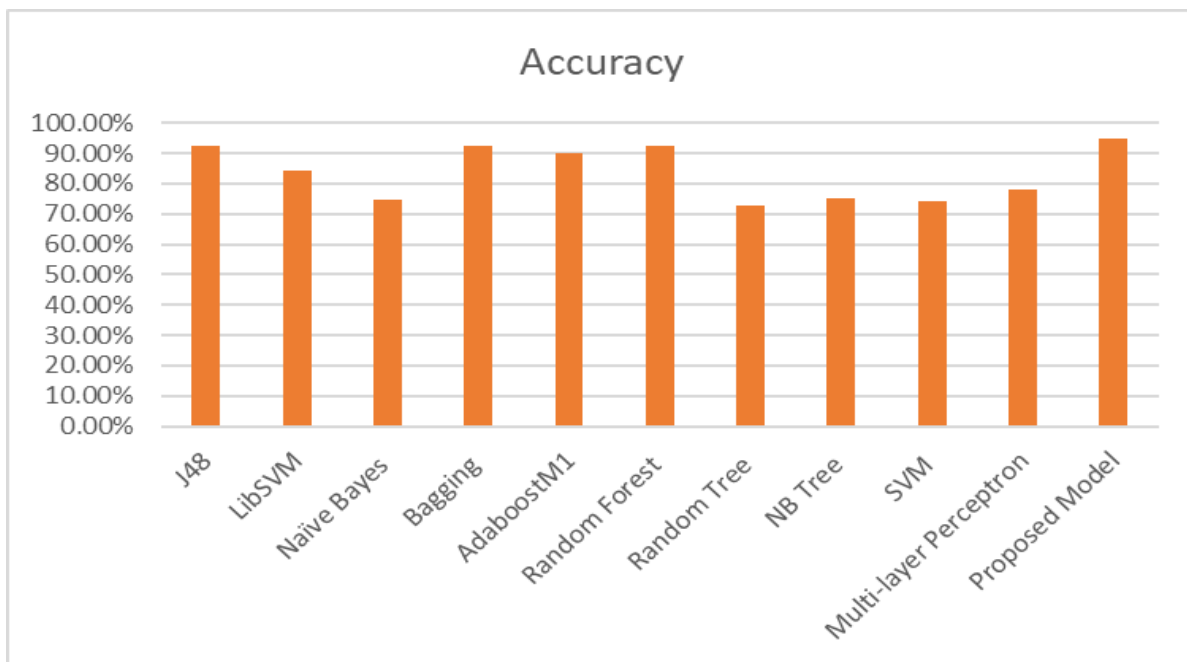 Accuracy
100.00%
90.00%
80.00%
70.00%
60.00%
50.00%
40.00%
30.00%
20.00%
10.00%
0.00%
J48
LibSVM
Naïve Bayes
Bagging
AdaboostM1
Random Forest
Random Tree
NB Tree
SVM
Multi-layer Perceptron
Proposed Model